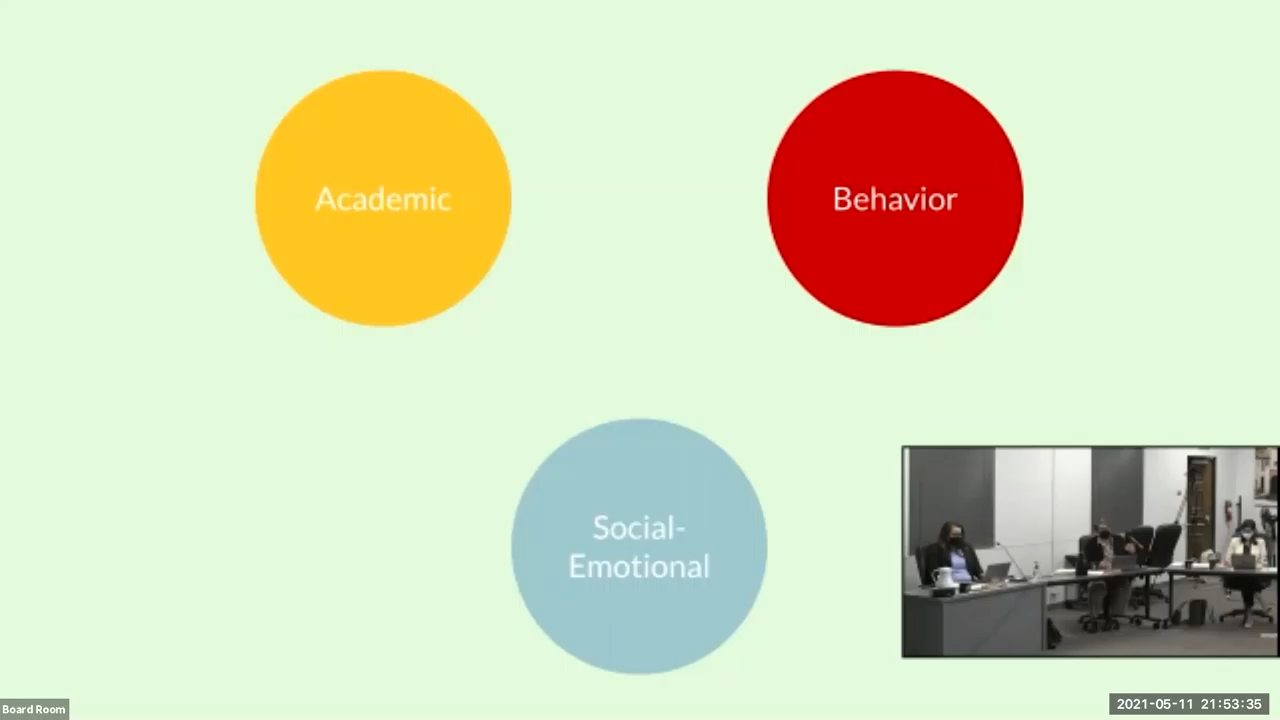 Academic
Behavior
Social-
Emotional
Board Room
2021-05-11 21:53:35